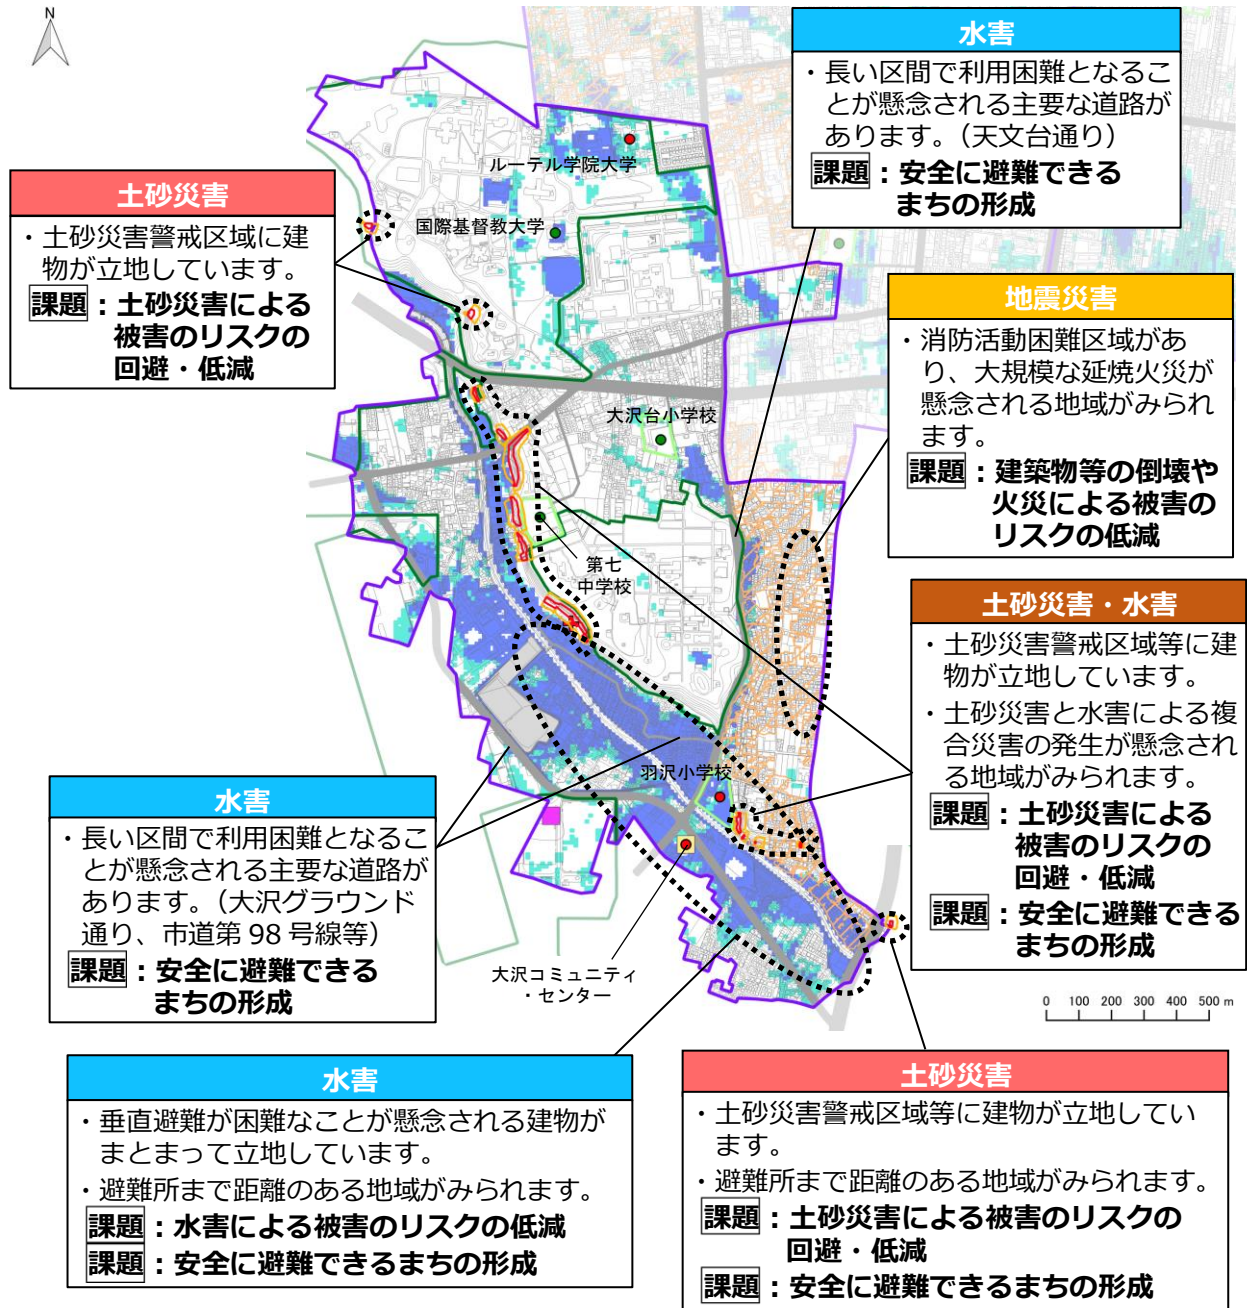 N
水害
・長い区間で利用困難となるこ
とが懸念される主要な道路が
あります。（天文台通り）
課題：安全に避難できる
まちの形成
ルーテル学院大学
土砂災害
・土砂災害警戒区域に建
物が立地しています。
課題：土砂災害による
被害のリスクの
回避・低減
国際基督教大学
地震災害
・消防活動困難区域があ
り、大規模な延焼火災が
懸念される地域がみられ
ます。
課題：建築物等の倒壊や
火災による被害の
リスクの低減
大沢台小学校
第七
中学校
土砂災害・水害
・土砂災害警戒区域等に建
物が立地しています。
・土砂災害と水害による複
合災害の発生が懸念され
る地域がみられます。
課題：土砂災害による
被害のリスクの
回避・低減
課題：安全に避難できる
まちの形成
羽沢小学校
水害
・長い区間で利用困難となるこ
とが懸念される主要な道路が
あります。（大沢グラウンド
通り、市道第 98 号線等）
課題：安全に避難できる
まちの形成
大沢コミュニティ
・センター
0 100 200 300 400 500 m
水害
・垂直避難が困難なことが懸念される建物が
まとまって立地しています。
・避難所まで距離のある地域がみられます。
課題：水害による被害のリスクの低減
課題：安全に避難できるまちの形成
土砂災害
・土砂災害警戒区域等に建物が立地してい
ます。
・避難所まで距離のある地域がみられます。
課題：土砂災害による被害のリスクの
回避・低減
課題：安全に避難できるまちの形成